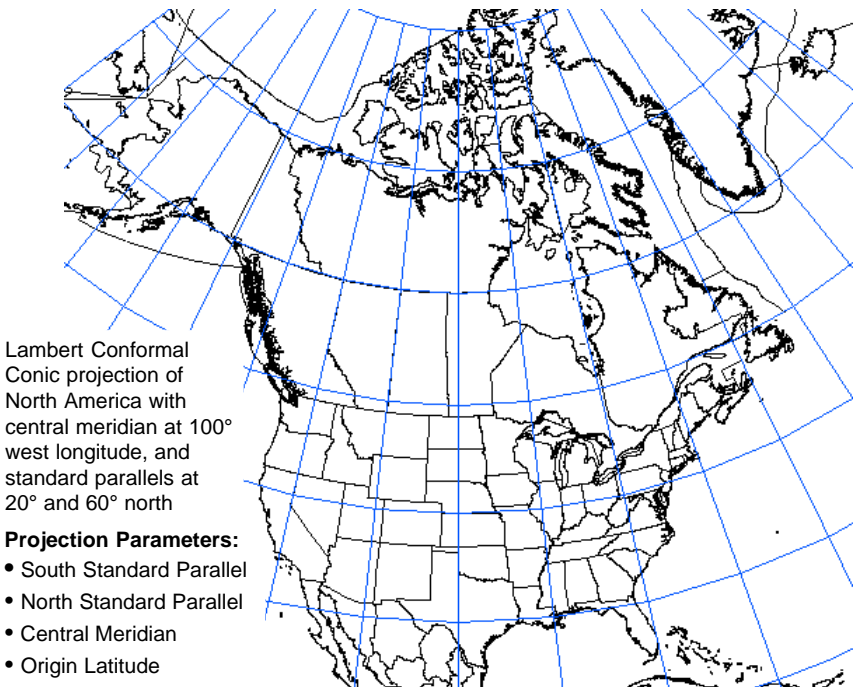 Lambert Conformal
Conic projection of
North America with
central meridian at 100°
west longitude, and
standard parallels at
20° and 60° north
Projection Parameters:
• South Standard Parallel
• North Standard Parallel
• Central Meridian
• Origin Latitude